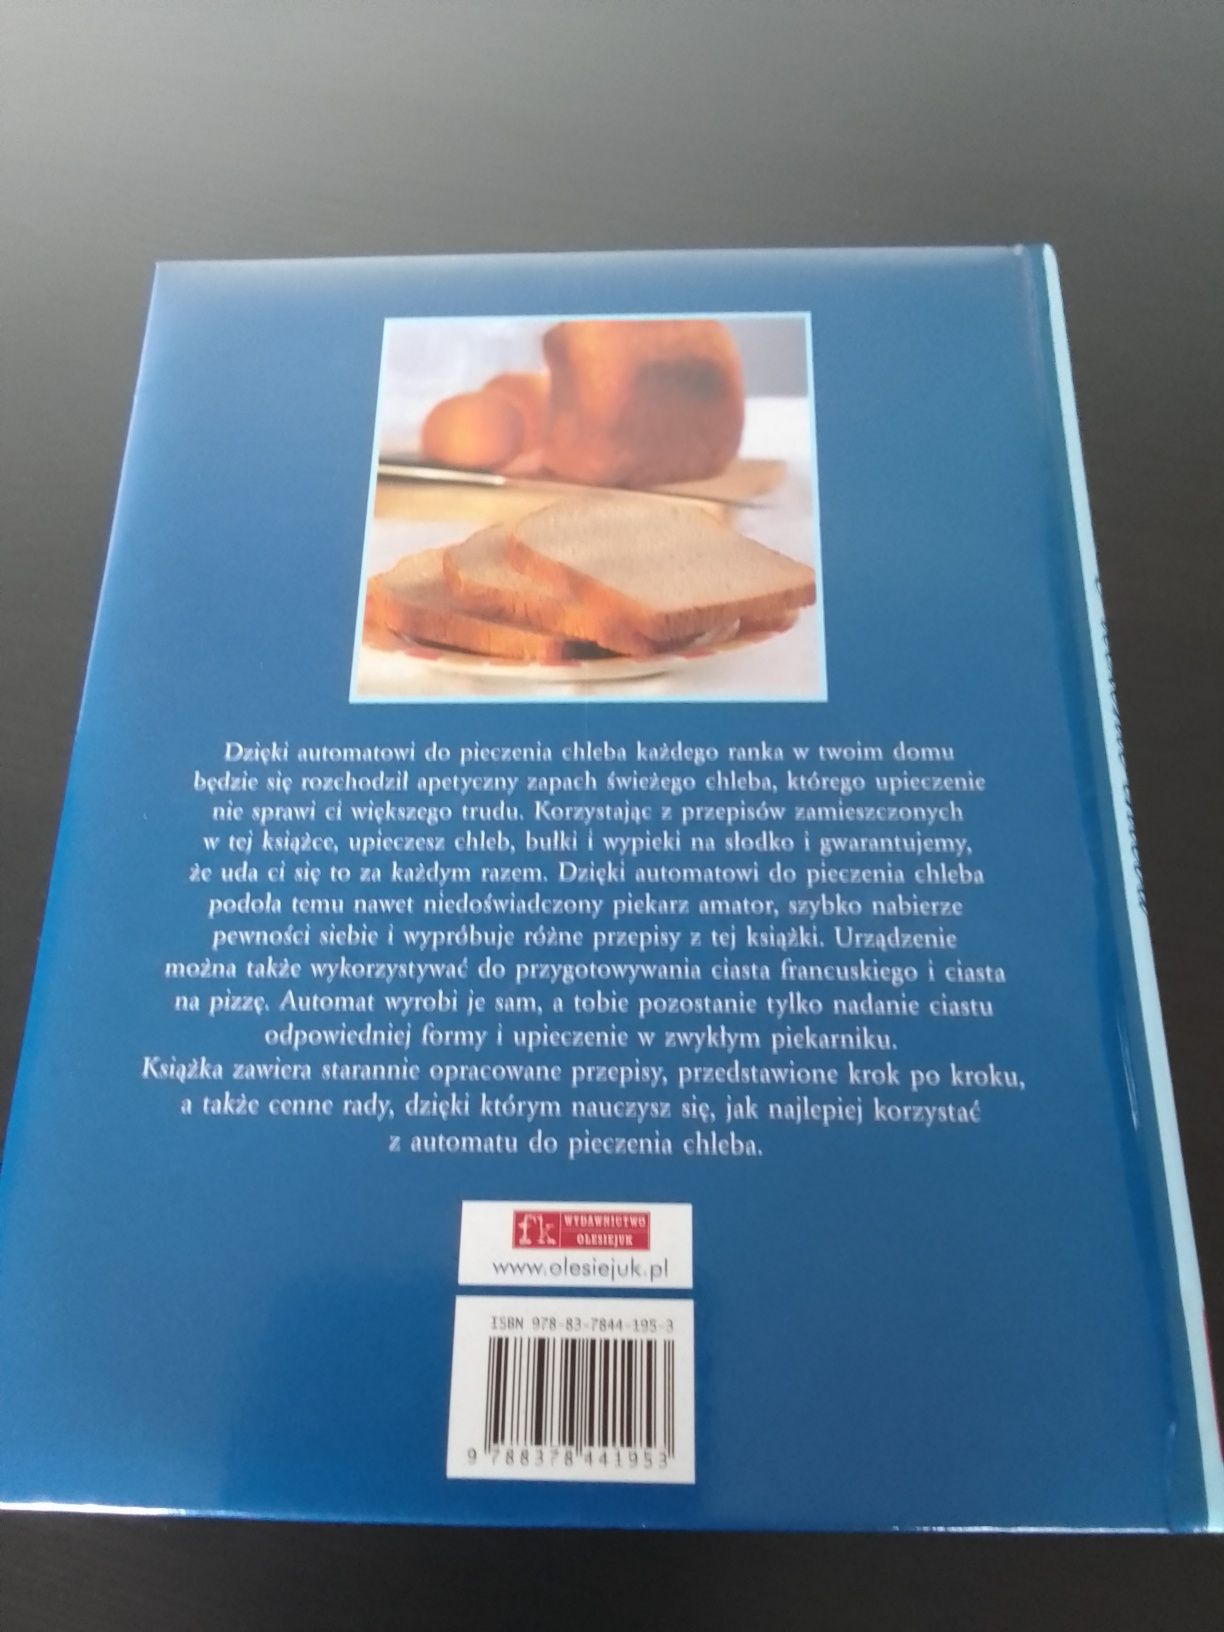 Dzięki automatowi do pieczenia chleba każdego ranka w twoim domu
będzie się rozchodził apetyczny zapach świeżego chleba, którego upieczenie
nie sprawi ci większego trudu. Korzystając z przepisów zamieszczonych
w tej książce, upieczesz chleb, bułki i wypieki na słodko i gwarantujemy,
że uda ci się to za każdym razem. Dzięki automatowi do pieczenia chleba
podoła temu nawet niedoświadczony piekarz amator, szybko nabierze
pewności siebie i wypróbuje różne przepisy z tej książki. Urządzenie
można także wykorzystywać do przygotowywania ciasta francuskiego i ciasta
na pizzę. Automat wyrobi je sam, a tobie pozostanie tylko nadanie ciastu
odpowiedniej formy i upieczenie w zwykłym piekarniku.
Książka zawiera starannie opracowane przepisy, przedstawione krok po kroku,
a także cenne rady, dzięki którym nauczysz się, jak najlepiej korzystać
z automatu do pieczenia chleba.
fk WYDAWNICTWO
OLESIEJUK
www.olesiejuk.pl
ISBN 978-83-7844-195-3
9 788378 441953